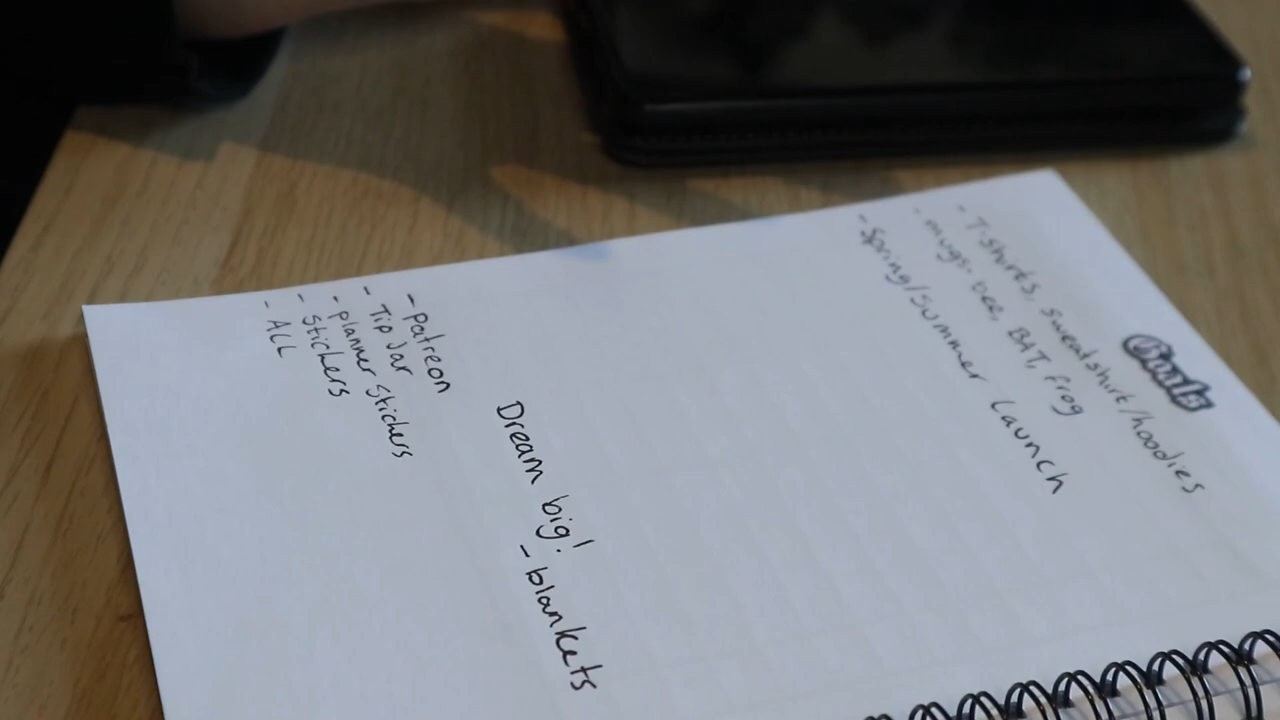 Goals
- T-shirts, sweatshirt/hoodies
- mugs: bee, BAT, frog
- Spring/Summer Launch
Dream big!
- blankets
- patreon
- Tip Jar
- planner Stickers
- Stickers
- ALL